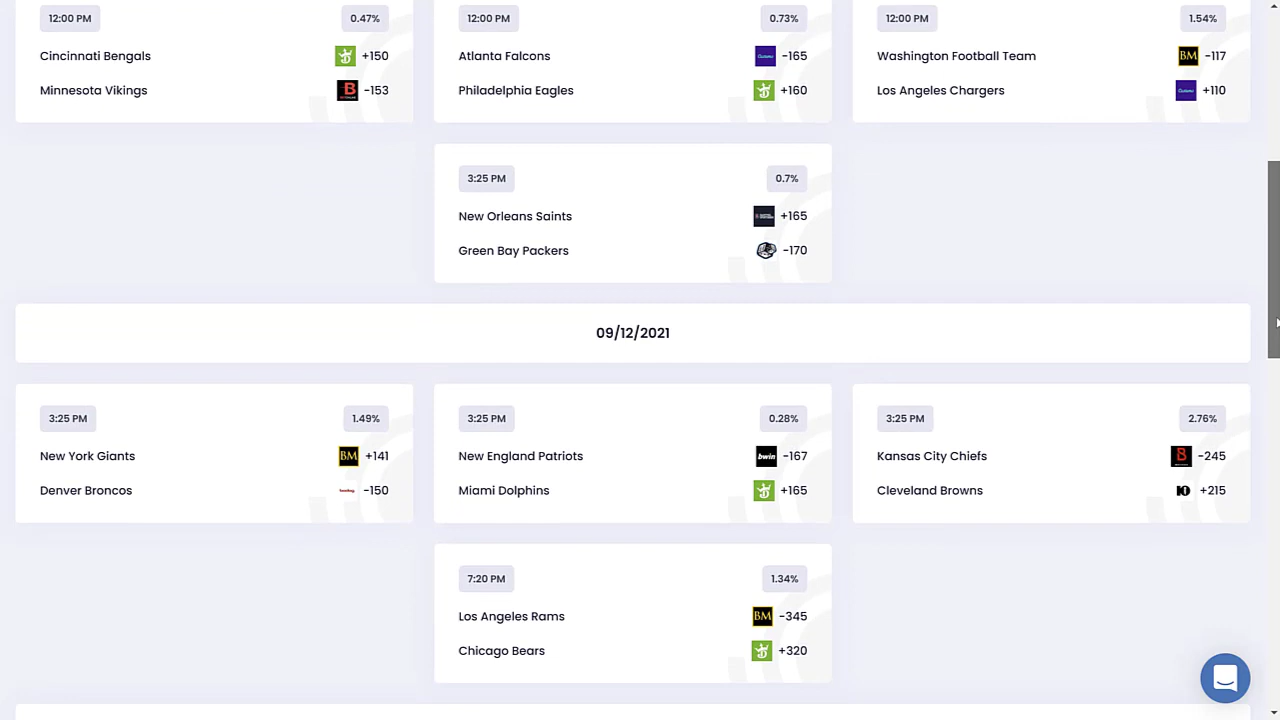 12:00 PM 0.47%
Cincinnati Bengals +150
Minnesota Vikings B -153
12:00 PM 0.73%
Atlanta Falcons -165
Philadelphia Eagles +160
12:00 PM 1.54%
Washington Football Team BM -117
Los Angeles Chargers +110
3:25 PM 0.7%
New Orleans Saints +165
Green Bay Packers -170
09/12/2021
3:25 PM 1.49%
New York Giants BM +141
Denver Broncos -150
3:25 PM 0.28%
New England Patriots bwin -167
Miami Dolphins +165
3:25 PM 2.76%
Kansas City Chiefs B -245
Cleveland Browns 10 +215
7:20 PM 1.34%
Los Angeles Rams BM -345
Chicago Bears +320